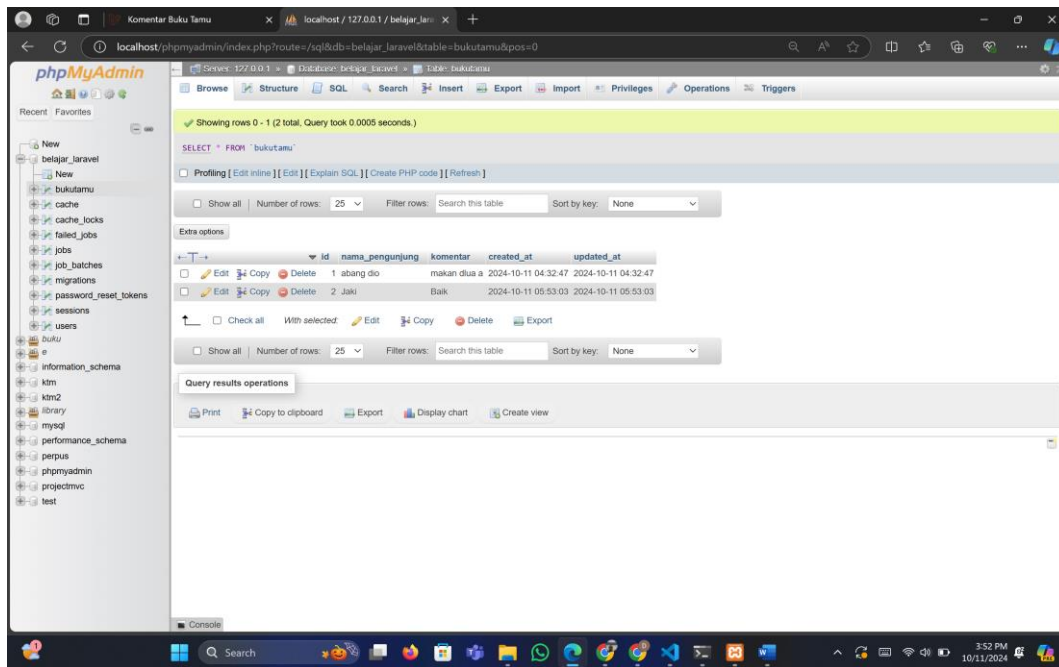 Komentar Buku Tamu
localhost / 127.0.0.1 / belajar_lara
localhost/phpmyadmin/index.php?route=/sql&db=belajar_laravel&table=bukutamu&pos=0
phpMyAdmin
Recent Favorites
New
belajar_laravel
New
bukutamu
cache
cache_locks
failed_jobs
jobs
job_batches
migrations
password_reset_tokens
sessions
users
buku
e
information_schema
ktm
ktm2
library
mysql
performance_schema
perpus
phpmyadmin
projectmvc
test
Server: 127.0.0.1 » Database: belajar_laravel » Table: bukutamu
Browse Structure SQL Search Insert Export Import Privileges Operations Triggers
Showing rows 0 - 1 (2 total, Query took 0.0005 seconds.)
SELECT * FROM `bukutamu`
Profiling [ Edit inline ] [ Edit ] [ Explain SQL ] [ Create PHP code ] [ Refresh ]
Show all | Number of rows: 25 Filter rows: Search this table Sort by key: None
Extra options
←T→ id nama_pengunjung komentar created_at updated_at
Edit Copy Delete 1 abang dio makan dlua a 2024-10-11 04:32:47 2024-10-11 04:32:47
Edit Copy Delete 2 Jaki Baik 2024-10-11 05:53:03 2024-10-11 05:53:03
Check all With selected: Edit Copy Delete Export
Show all | Number of rows: 25 Filter rows: Search this table Sort by key: None
Query results operations
Print Copy to clipboard Export Display chart Create view
Console
Search
3:52 PM
10/11/2024